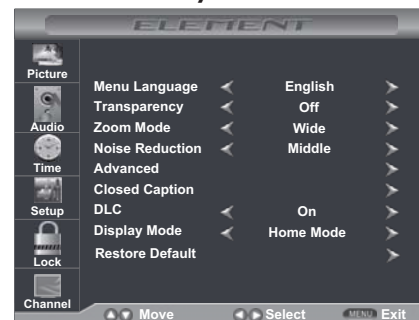 ELEMENT
Picture
Audio
Time
Setup
Lock
Channel
Menu Language English
Transparency Off
Zoom Mode Wide
Noise Reduction Middle
Advanced
Closed Caption
DLC On
Display Mode Home Mode
Restore Default
Move Select MENU Exit